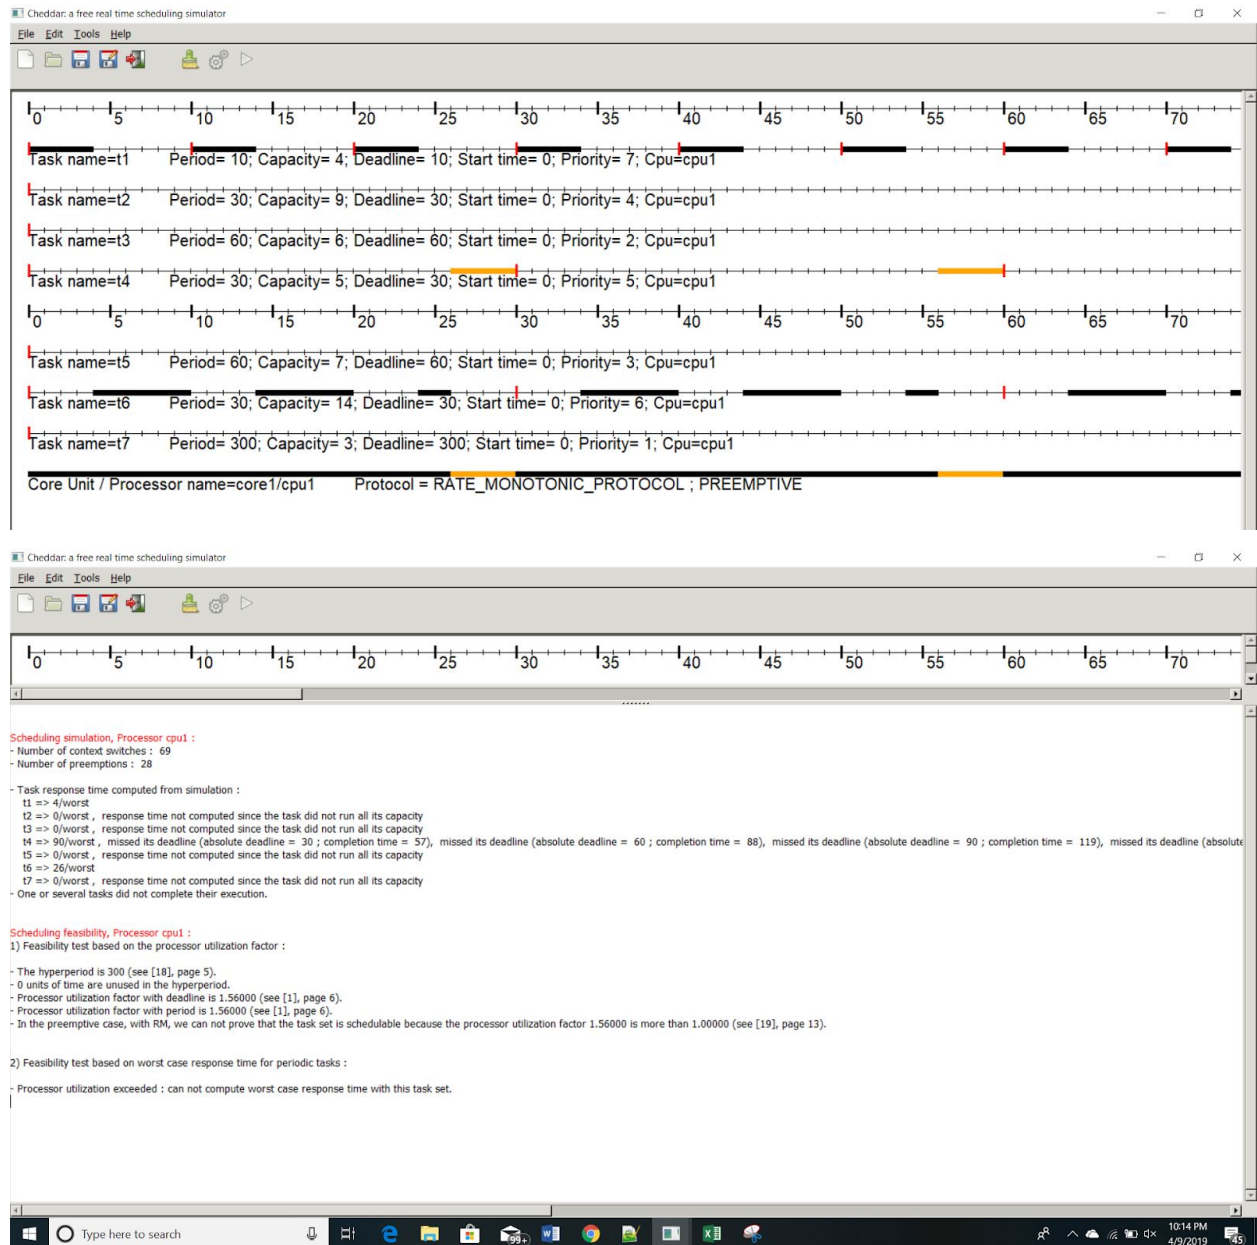 Cheddar: a free real time scheduling simulator
File Edit Tools Help
0 5 10 15 20 25 30 35 40 45 50 55 60 65 70
Task name=t1 Period= 10; Capacity= 4; Deadline= 10; Start time= 0; Priority= 7; Cpu=cpu1
Task name=t2 Period= 30; Capacity= 9; Deadline= 30; Start time= 0; Priority= 4; Cpu=cpu1
Task name=t3 Period= 60; Capacity= 6; Deadline= 60; Start time= 0; Priority= 2; Cpu=cpu1
Task name=t4 Period= 30; Capacity= 5; Deadline= 30; Start time= 0; Priority= 5; Cpu=cpu1
0 5 10 15 20 25 30 35 40 45 50 55 60 65 70
Task name=t5 Period= 60; Capacity= 7; Deadline= 60; Start time= 0; Priority= 3; Cpu=cpu1
Task name=t6 Period= 30; Capacity= 14; Deadline= 30; Start time= 0; Priority= 6; Cpu=cpu1
Task name=t7 Period= 300; Capacity= 3; Deadline= 300; Start time= 0; Priority= 1; Cpu=cpu1
Core Unit / Processor name=core1/cpu1 Protocol = RATE_MONOTONIC_PROTOCOL ; PREEMPTIVE
Cheddar: a free real time scheduling simulator
File Edit Tools Help
0 5 10 15 20 25 30 35 40 45 50 55 60 65 70
Scheduling simulation, Processor cpu1 :
- Number of context switches : 69
- Number of preemptions : 28
- Task response time computed from simulation :
t1 => 4/worst
t2 => 0/worst , response time not computed since the task did not run all its capacity
t3 => 0/worst , response time not computed since the task did not run all its capacity
t4 => 90/worst , missed its deadline (absolute deadline = 30 ; completion time = 57), missed its deadline (absolute deadline = 60 ; completion time = 88), missed its deadline (absolute deadline = 90 ; completion time = 119), missed its deadline (absolute
t5 => 0/worst , response time not computed since the task did not run all its capacity
t6 => 26/worst
t7 => 0/worst , response time not computed since the task did not run all its capacity
- One or several tasks did not complete their execution.
Scheduling feasibility, Processor cpu1 :
1) Feasibility test based on the processor utilization factor :
- The hyperperiod is 300 (see [18], page 5).
- 0 units of time are unused in the hyperperiod.
- Processor utilization factor with deadline is 1.56000 (see [1], page 6).
- Processor utilization factor with period is 1.56000 (see [1], page 6).
- In the preemptive case, with RM, we can not prove that the task set is schedulable because the processor utilization factor 1.56000 is more than 1.00000 (see [19], page 13).
2) Feasibility test based on worst case response time for periodic tasks :
- Processor utilization exceeded : can not compute worst case response time with this task set.
Type here to search
99+
10:14 PM
4/9/2019
45